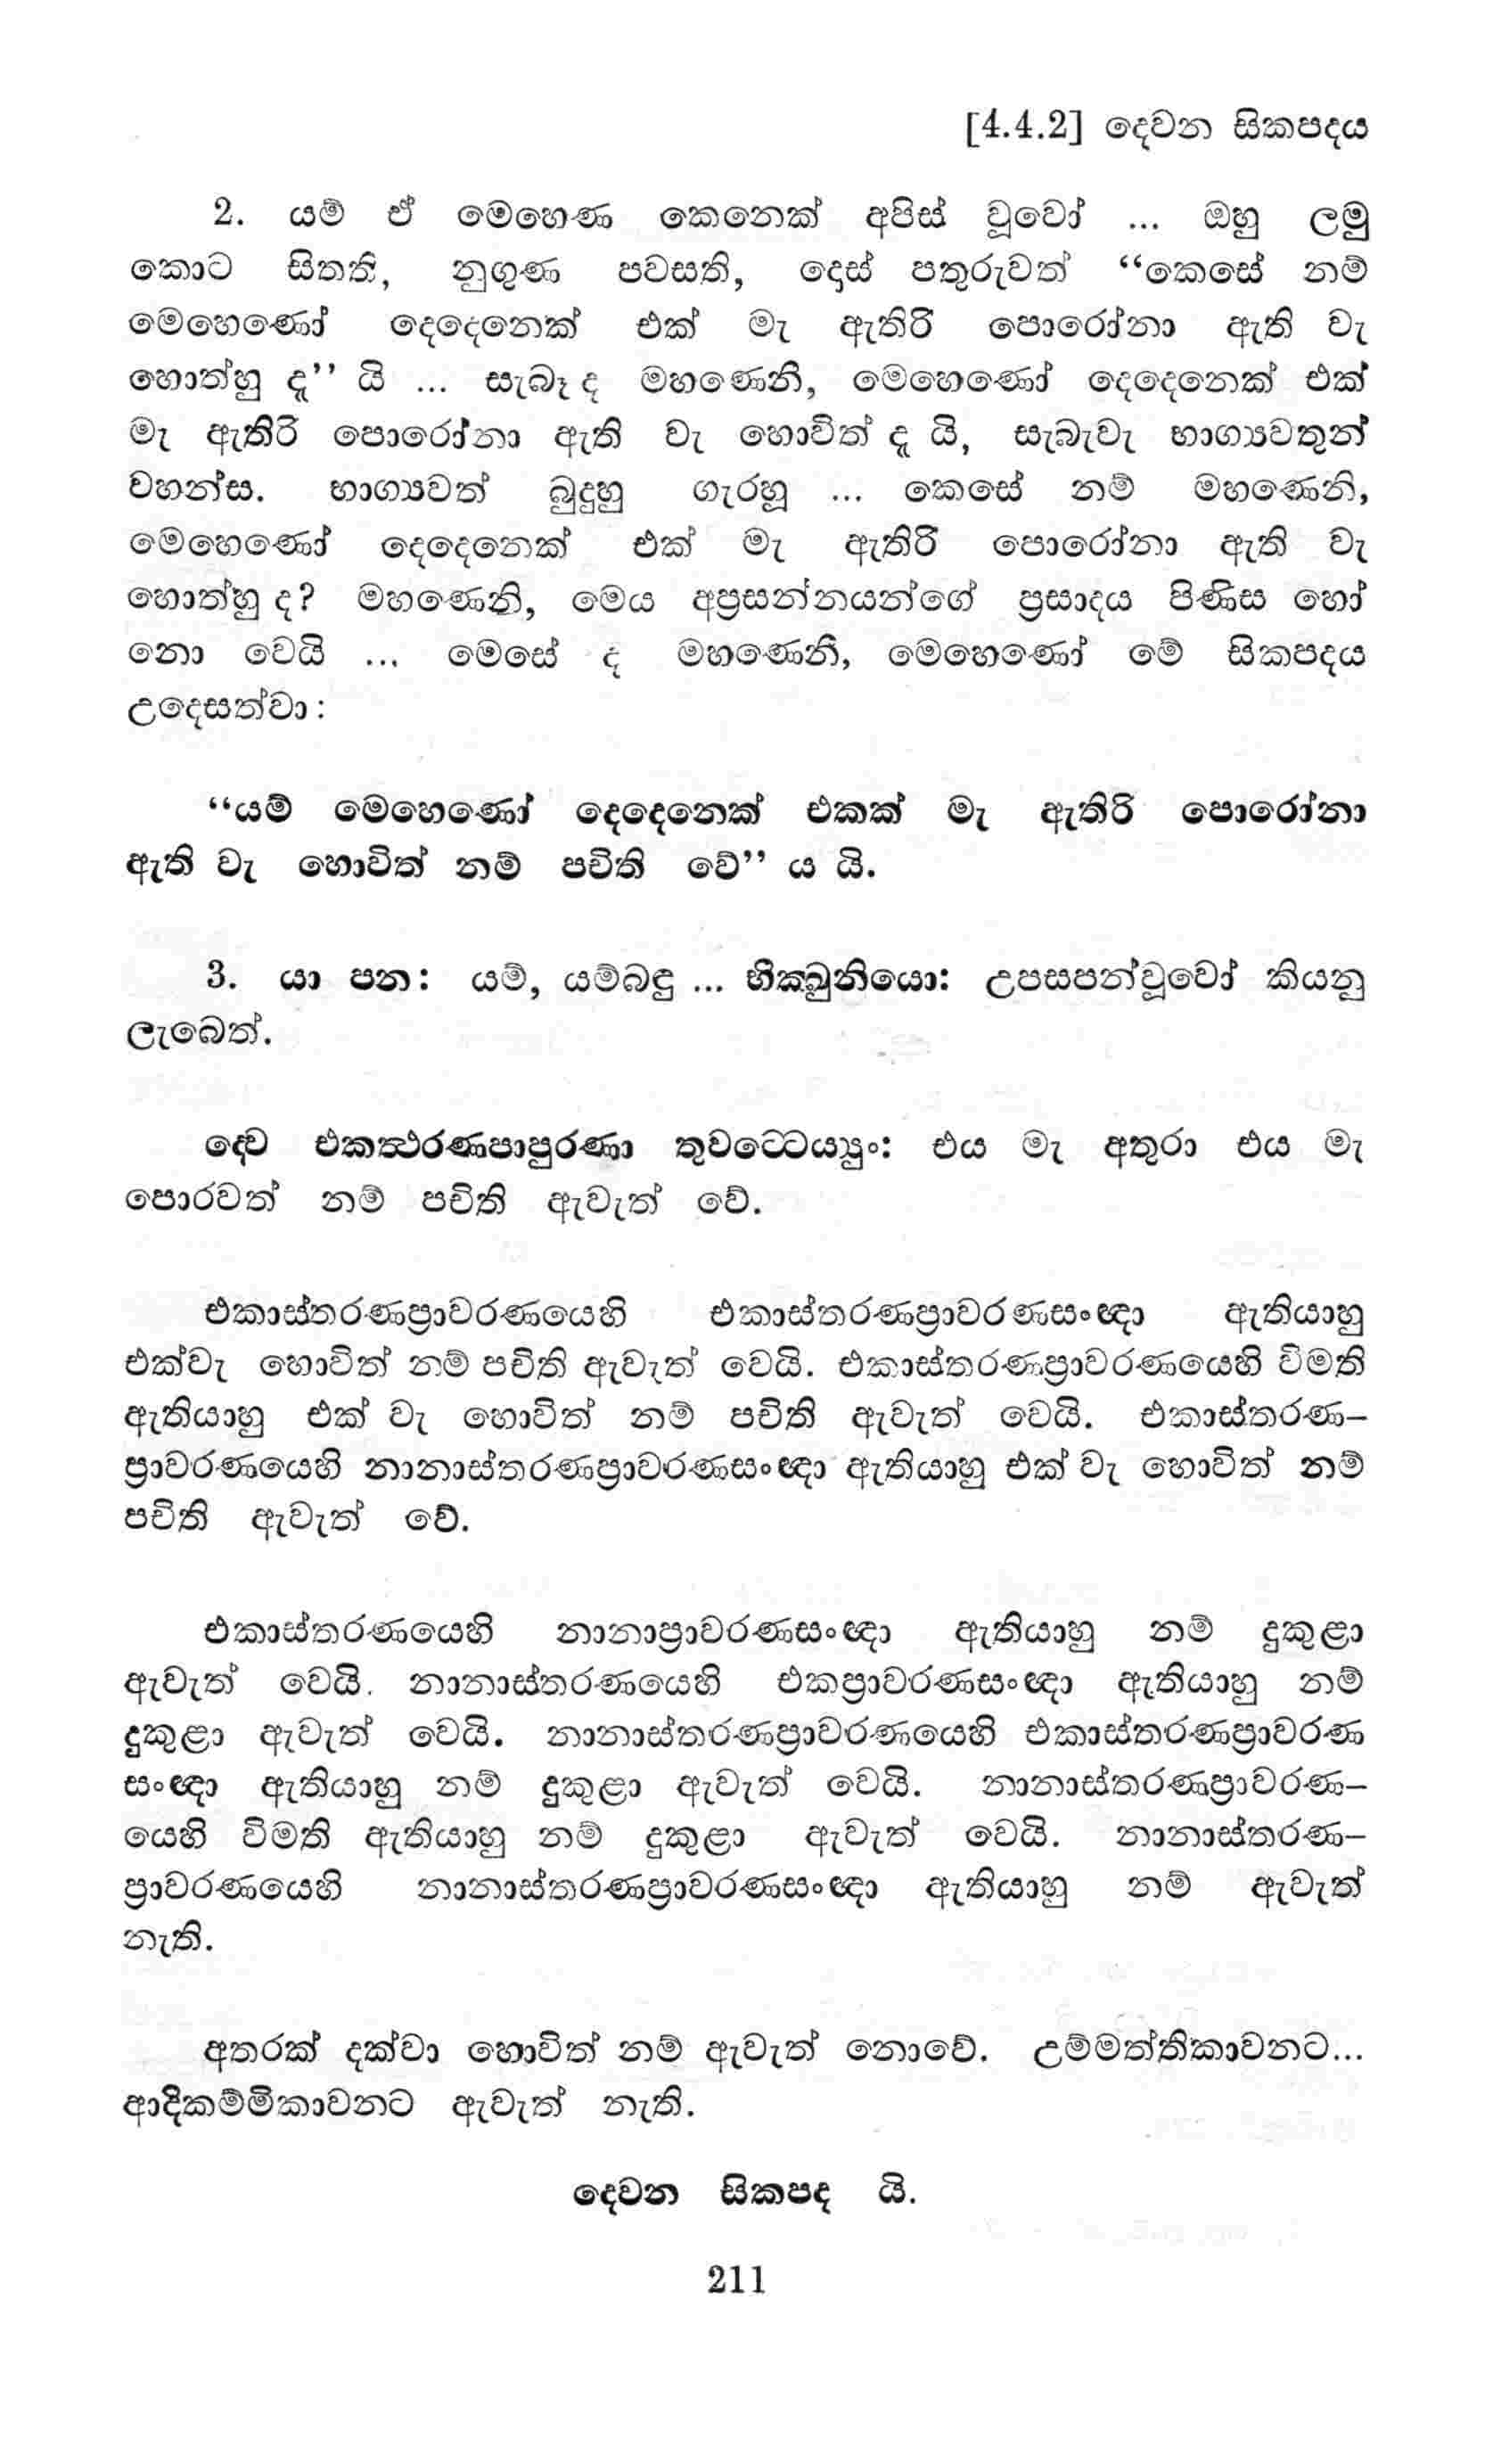 [4.4.2] දෙවන සිකපදය
2. යම් ඒ මෙහෙණ කෙනෙක් අපිස් වූවෝ ... ඔහු ලමු
කොට සිතති, නුගුණ පවසති, දොස් පතුරුවත් “කෙසේ නම්
මෙහෙණෝ දෙදෙනෙක් එක් මැ ඇතිරි පොරෝනා ඇති වැ
හොත්හු දැ” යි ... සැබෑ ද මහණෙනි, මෙහෙණෝ දෙදෙනෙක් එක්
මැ ඇතිරි පොරෝනා ඇති වැ හොවිත් දැ යි, සැබැවැ භාග්‍යවතුන්
වහන්ස. භාග්‍යවත් බුදුහු ගැරහූ ... කෙසේ නම් මහණෙනි,
මෙහෙණෝ දෙදෙනෙක් එක් මැ ඇතිරි පොරෝනා ඇති වැ
හොත්හු ද? මහණෙනි, මෙය අප්‍රසන්නයන්ගේ ප්‍රසාදය පිණිස හෝ
නො වෙයි ... මෙසේ ද මහණෙනි, මෙහෙණෝ මේ සිකපදය
උදෙසත්වා:
“යම් මෙහෙණෝ දෙදෙනෙක් එකක් මැ ඇතිරි පොරෝනා
ඇති වැ හොවිත් නම් පචිති වේ” ය යි.
3. යා පන: යම්, යම්බඳු ... භික්‍ඛුනියො: උපසපන්වූවෝ කියනු
ලැබෙත්.
ද්‍වෙ එකත්‍ථරණපාපුරණා තුවට්ටෙය්‍යුං: එය මැ අතුරා එය මැ
පොරවත් නම් පචිති ඇවැත් වේ.
එකාස්තරණප්‍රාවරණයෙහි එකාස්තරණප්‍රාවරණසංඥා ඇතියාහු
එක්වැ හොවිත් නම් පචිති ඇවැත් වෙයි. එකාස්තරණප්‍රාවරණයෙහි විමති
ඇතියාහු එක් වැ හොවිත් නම් පචිති ඇවැත් වෙයි. එකාස්තරණ–
ප්‍රාවරණයෙහි නානාස්තරණප්‍රාවරණසංඥා ඇතියාහු එක් වැ හොවිත් නම්
පචිති ඇවැත් වේ.
එකාස්තරණයෙහි නානාප්‍රාවරණසංඥා ඇතියාහු නම් දුකුළා
ඇවැත් වෙයි. නානාස්තරණයෙහි එකප්‍රාවරණසංඥා ඇතියාහු නම්
දුකුළා ඇවැත් වෙයි. නානාස්තරණප්‍රාවරණයෙහි එකාස්තරණප්‍රාවරණ
සංඥා ඇතියාහු නම් දුකුළා ඇවැත් වෙයි. නානාස්තරණප්‍රාවරණ–
යෙහි විමති ඇතියාහු නම් දුකුළා ඇවැත් වෙයි. නානාස්තරණ–
ප්‍රාවරණයෙහි නානාස්තරණප්‍රාවරණසංඥා ඇතියාහු නම් ඇවැත්
නැති.
අතරක් දක්වා හොවිත් නම් ඇවැත් නොවේ. උම්මත්තිකාවනට...
ආදිකම්මිකාවනට ඇවැත් නැති.
දෙවන සිකපද යි.
211